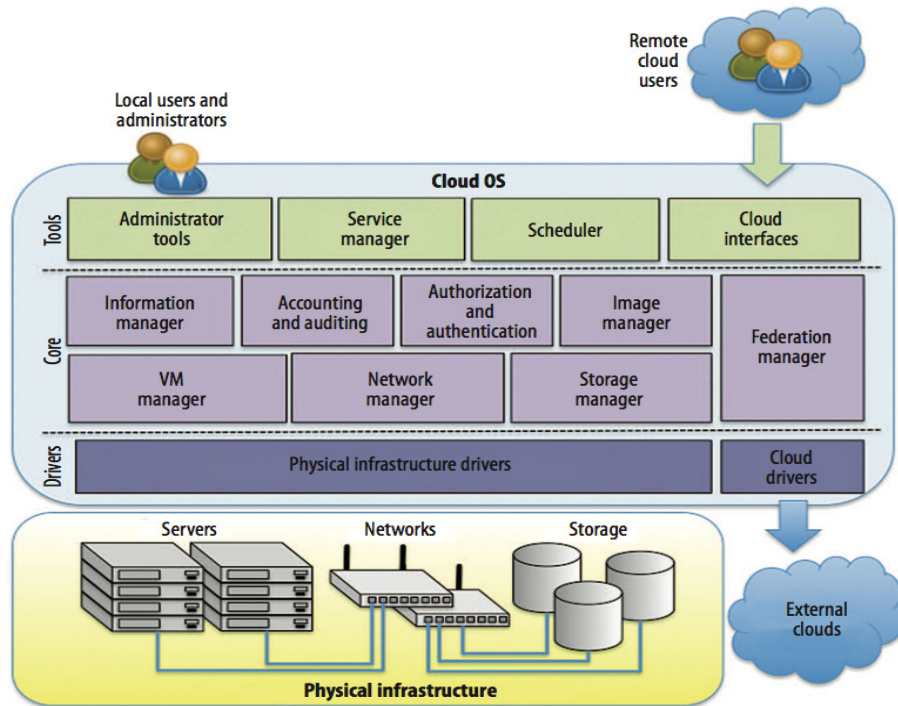 Remote
cloud
users
Local users and
administrators
Cloud OS
Tools
Administrator
tools
Service
manager
Scheduler
Cloud
interfaces
Core
Information
manager
Accounting
and auditing
Authorization
and
authentication
Image
manager
Federation
manager
VM
manager
Network
manager
Storage
manager
Drivers
Physical infrastructure drivers
Cloud
drivers
Servers
Networks
Storage
External
clouds
Physical infrastructure